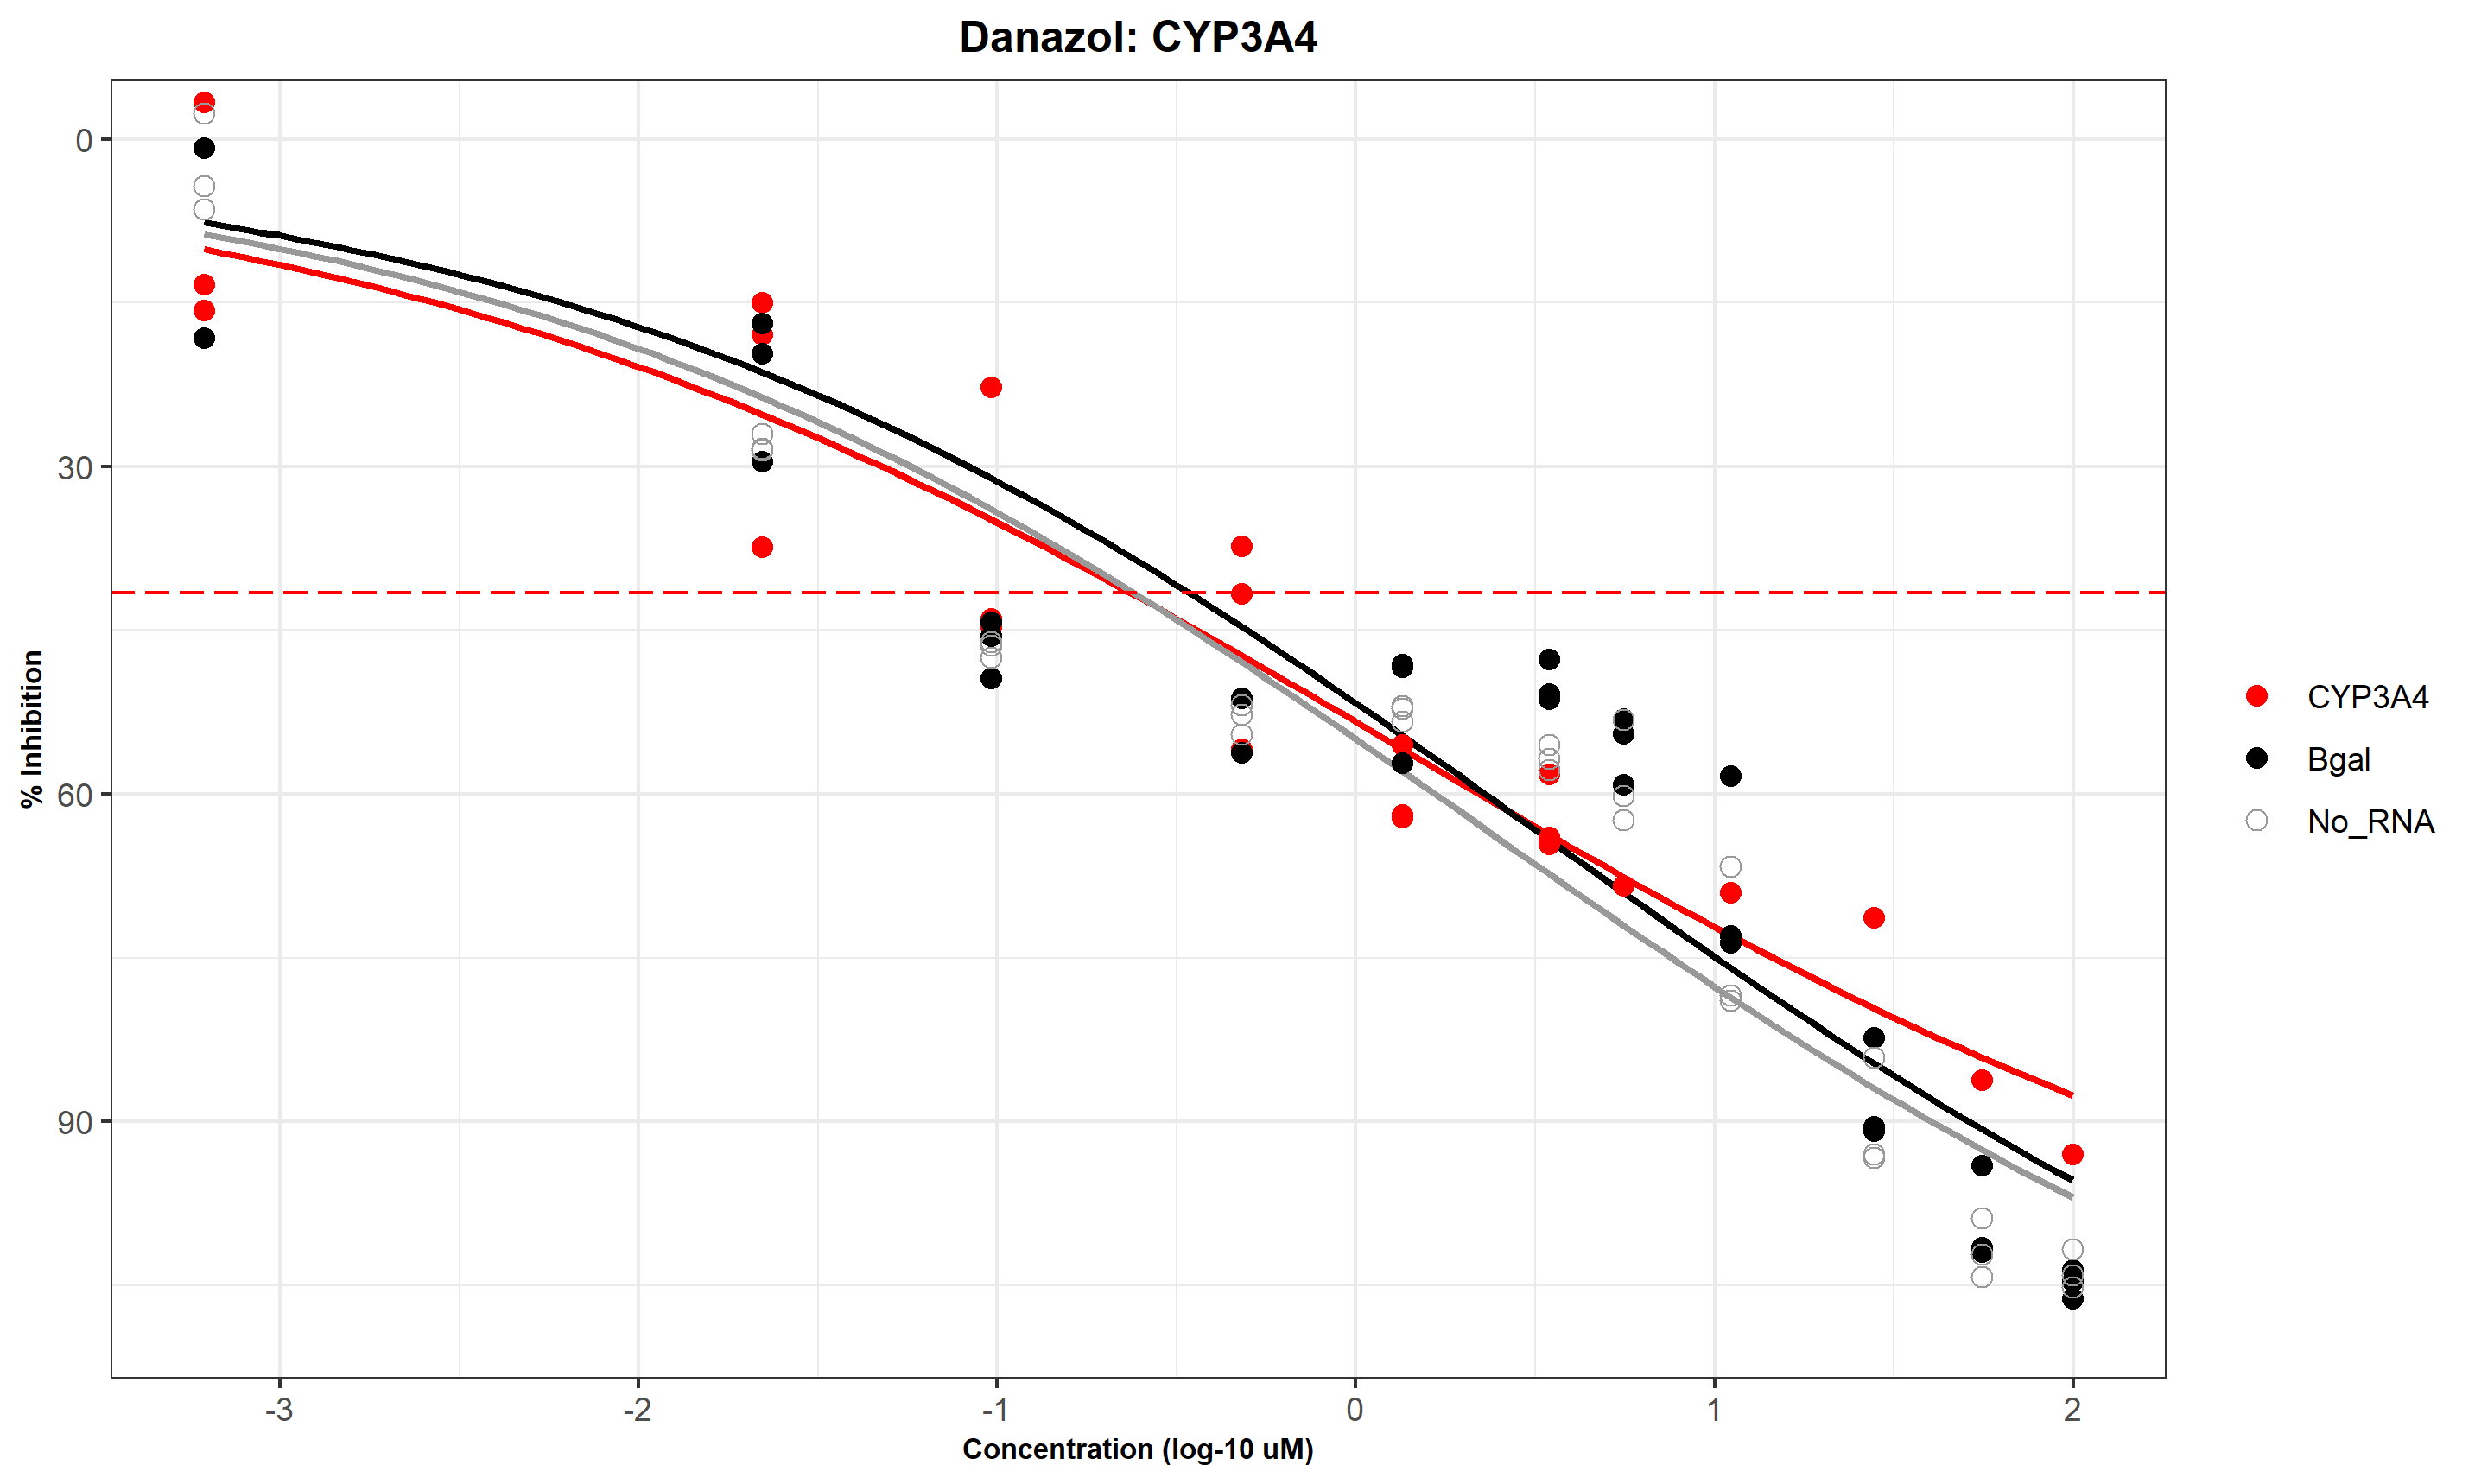 Danazol: CYP3A4
0
30
60
90
% Inhibition
-3
-2
-1
0
1
2
Concentration (log-10 uM)
CYP3A4
Bgal
No_RNA